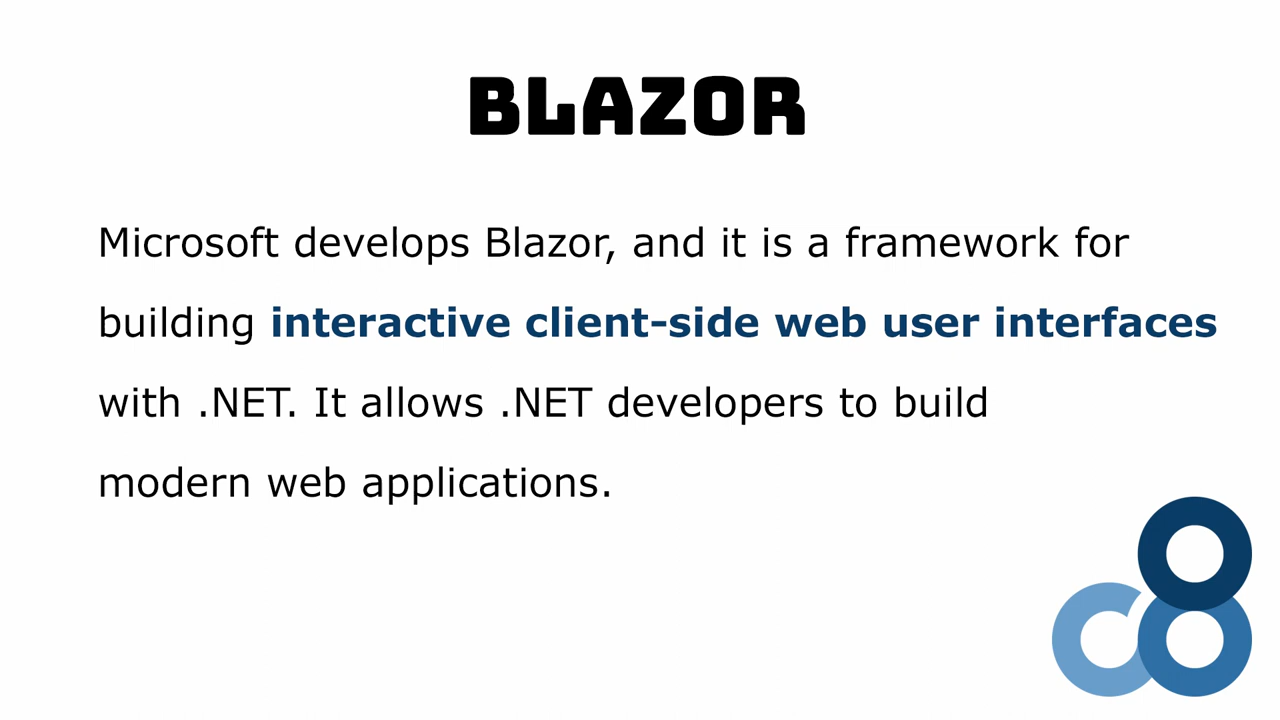 BLAZOR
Microsoft develops Blazor, and it is a framework for
building interactive client-side web user interfaces
with .NET. It allows .NET developers to build
modern web applications.